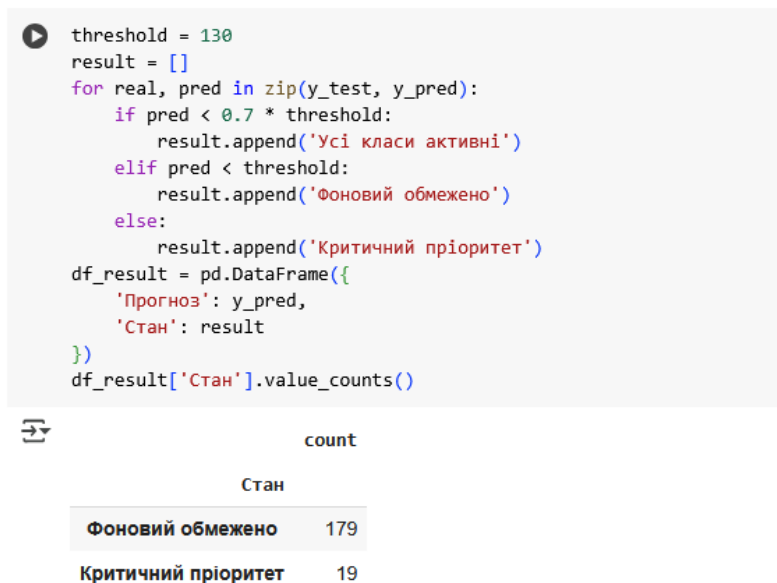 threshold = 130
result = []
for real, pred in zip(y_test, y_pred):
    if pred < 0.7 * threshold:
        result.append('Усі класи активні')
    elif pred < threshold:
        result.append('Фоновий обмежено')
    else:
        result.append('Критичний пріоритет')
df_result = pd.DataFrame({
    'Прогноз': y_pred,
    'Стан': result
})
df_result['Стан'].value_counts()
count
Стан
Фоновий обмежено 179
Критичний пріоритет 19